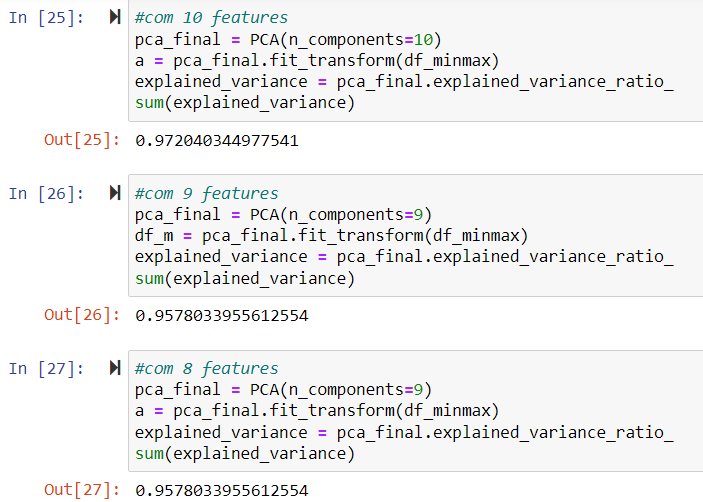 In [25]: #com 10 features
pca_final = PCA(n_components=10)
a = pca_final.fit_transform(df_minmax)
explained_variance = pca_final.explained_variance_ratio_
sum(explained_variance)
Out[25]: 0.972040344977541
In [26]: #com 9 features
pca_final = PCA(n_components=9)
df_m = pca_final.fit_transform(df_minmax)
explained_variance = pca_final.explained_variance_ratio_
sum(explained_variance)
Out[26]: 0.9578033955612554
In [27]: #com 8 features
pca_final = PCA(n_components=9)
a = pca_final.fit_transform(df_minmax)
explained_variance = pca_final.explained_variance_ratio_
sum(explained_variance)
Out[27]: 0.9578033955612554